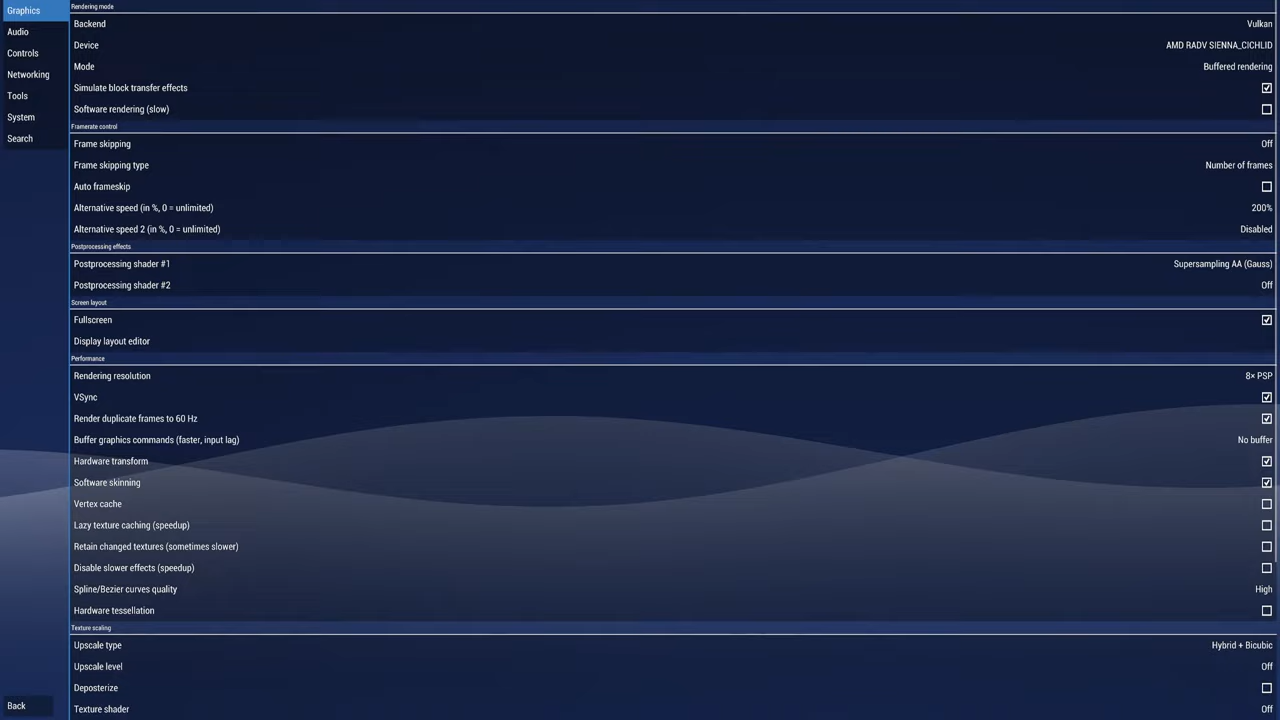 Graphics
Audio
Controls
Networking
Tools
System
Search
Back
Rendering mode
Backend Vulkan
Device AMD RADV SIENNA_CICHLID
Mode Buffered rendering
Simulate block transfer effects
Software rendering (slow)
Framerate control
Frame skipping Off
Frame skipping type Number of frames
Auto frameskip
Alternative speed (in %, 0 = unlimited) 200%
Alternative speed 2 (in %, 0 = unlimited) Disabled
Postprocessing effects
Postprocessing shader #1 Supersampling AA (Gauss)
Postprocessing shader #2 Off
Screen layout
Fullscreen
Display layout editor
Performance
Rendering resolution 8× PSP
VSync
Render duplicate frames to 60 Hz
Buffer graphics commands (faster, input lag) No buffer
Hardware transform
Software skinning
Vertex cache
Lazy texture caching (speedup)
Retain changed textures (sometimes slower)
Disable slower effects (speedup)
Spline/Bezier curves quality High
Hardware tessellation
Texture scaling
Upscale type Hybrid + Bicubic
Upscale level Off
Deposterize
Texture shader Off